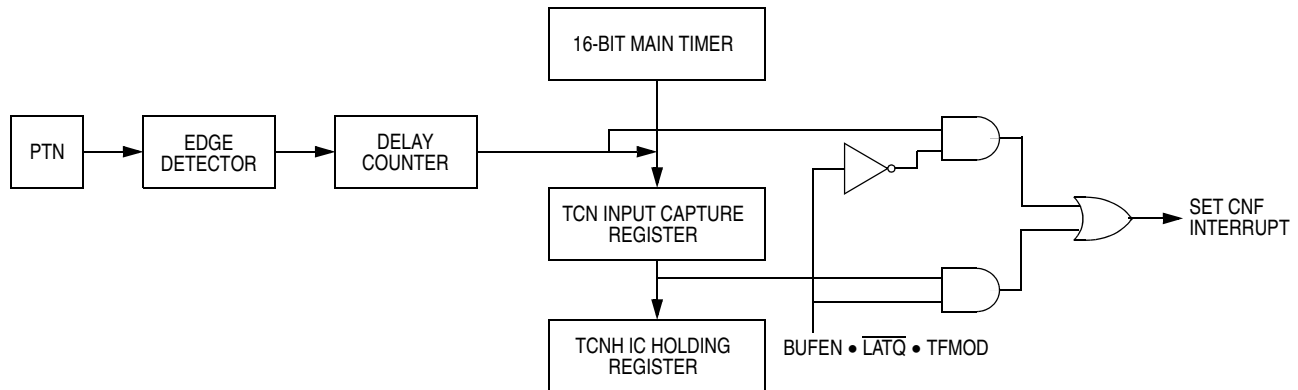 16-BIT MAIN TIMER
PTN
EDGE
DETECTOR
DELAY
COUNTER
TCN INPUT CAPTURE
REGISTER
SET CNF
INTERRUPT
TCNH IC HOLDING
REGISTER
BUFEN • L̅A̅T̅Q̅ • TFMOD